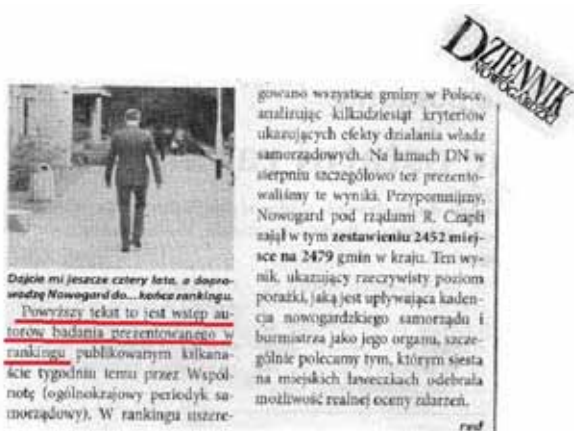 DZIENNIK
NOWOGARDZKI
Dajcie mi jeszcze cztery lata, a dopro-
wadzę Nowogard do... końca rankingu.
Powyższy tekst to jest wstęp au-
torów badania prezentowanego w
rankingu publikowanym kilkana-
ście tygodniu temu przez Wspól-
notę (ogólnokrajowy periodyk sa-
morządowy). W rankingu uszere-
gowano wszystkie gminy w Polsce,
analizując kilkadziesiąt kryteriów
ukazujących efekty działania władz
samorządowych. Na łamach DN w
sierpniu szczegółowo też prezento-
waliśmy te wyniki. Przypomnijmy,
Nowogard pod rządami R. Czapli
zajął w tym zestawieniu 2452 miej-
sce na 2479 gmin w kraju. Ten wy-
nik, ukazujący rzeczywisty poziom
porażki, jaką jest upływająca kaden-
cja nowogardzkiego samorządu i
burmistrza jako jego organu, szcze-
gólnie polecamy tym, którym siesta
na miejskich ławeczkach odebrała
możliwość realnej oceny zdarzeń.
red